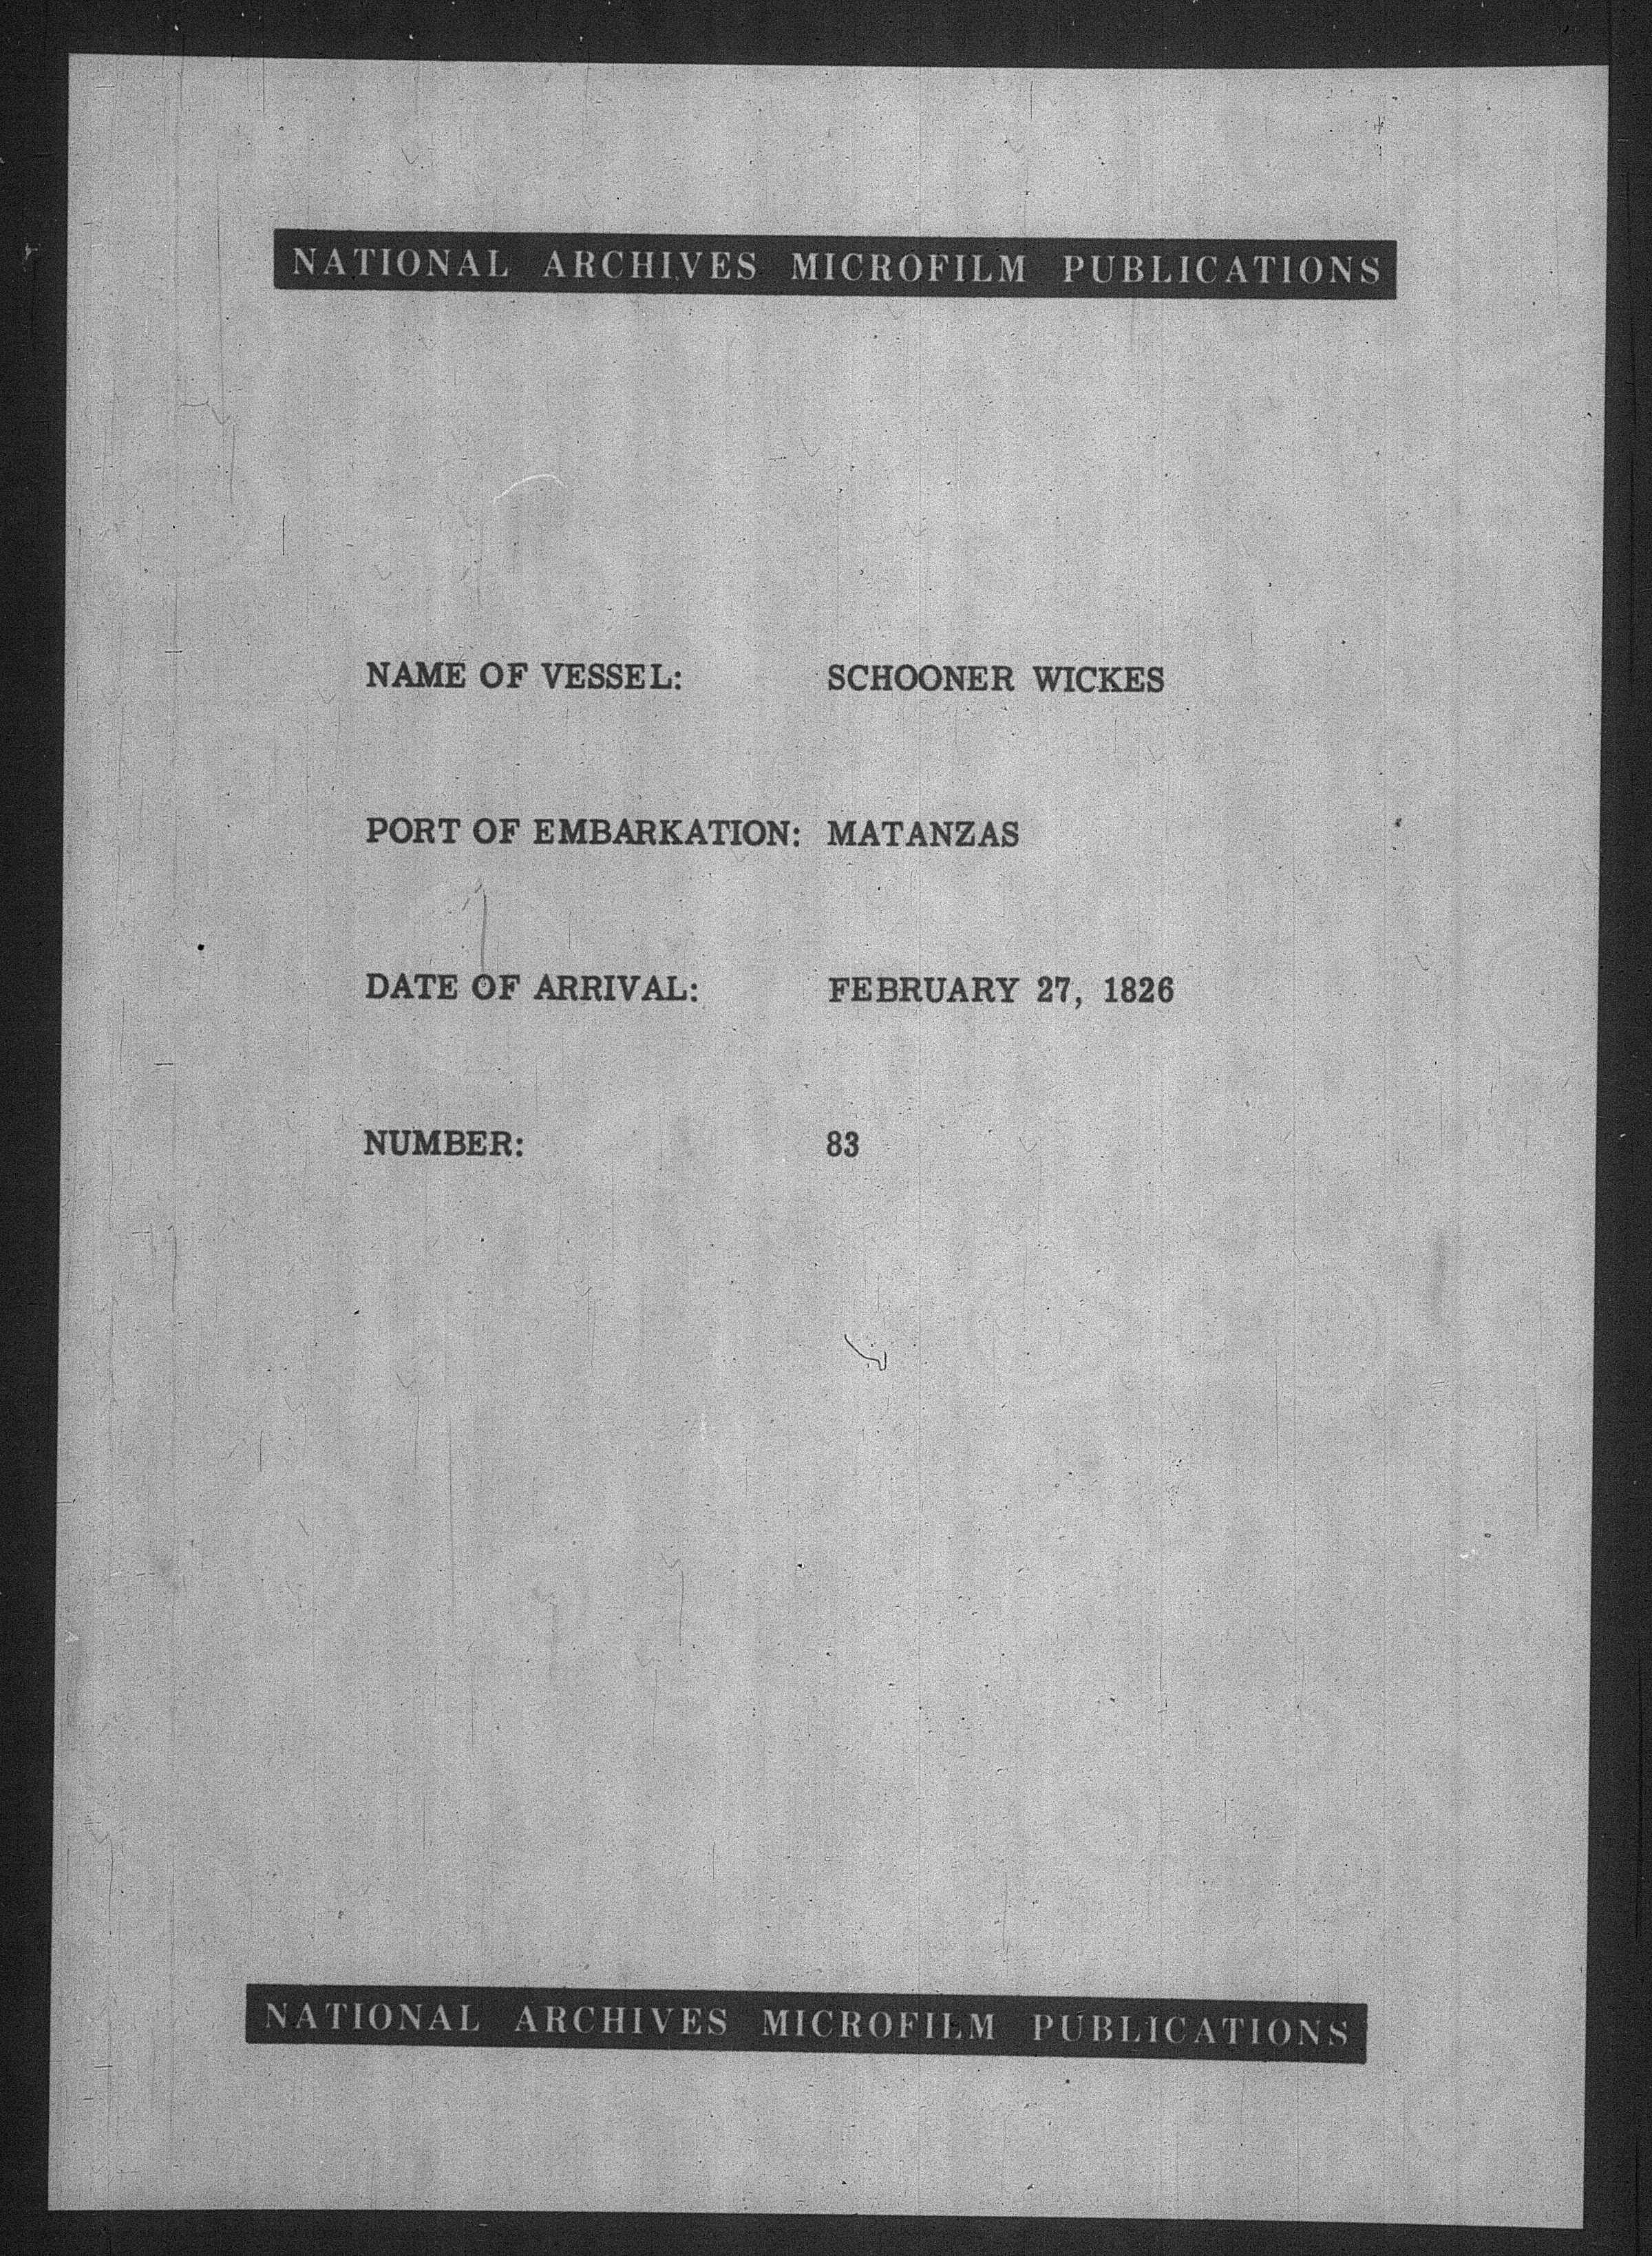 NATIONAL ARCHIVES MICROFILM PUBLICATIONS
NAME OF VESSEL: SCHOONER WICKES
PORT OF EMBARKATION: MATANZAS
DATE OF ARRIVAL: FEBRUARY 27, 1826
NUMBER: 83
NATIONAL ARCHIVES MICROFILM PUBLICATIONS